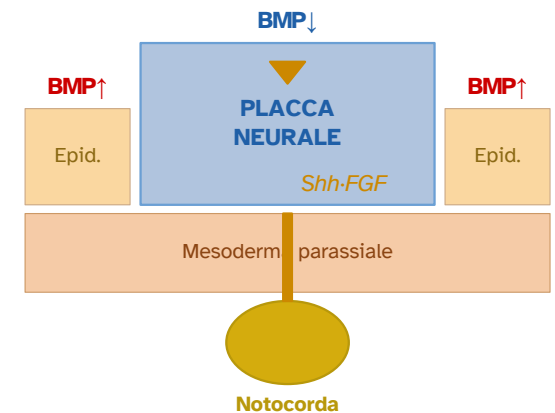 BMP↓
BMP↑
BMP↑
PLACCA
NEURALE
Epid.
Epid.
Shh·FGF
Mesoderma parassiale
Notocorda